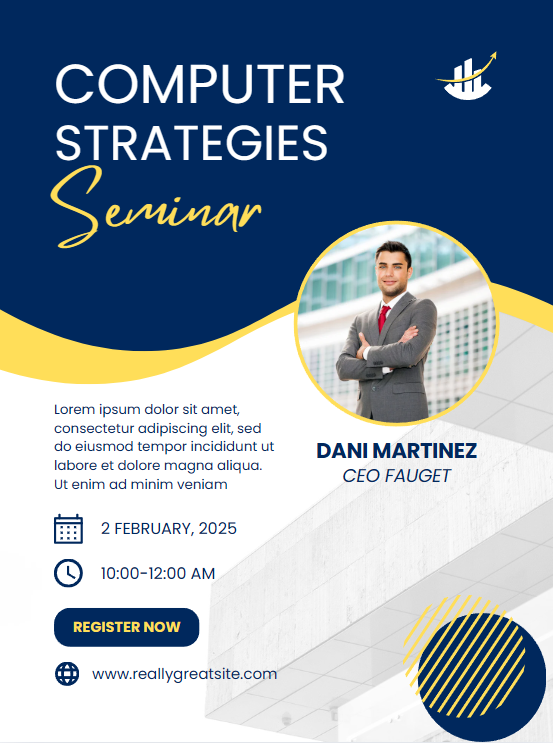 COMPUTER
STRATEGIES
Seminar
Lorem ipsum dolor sit amet,
consectetur adipiscing elit, sed
do eiusmod tempor incididunt ut
labore et dolore magna aliqua.
Ut enim ad minim veniam
DANI MARTINEZ
CEO FAUGET
2 FEBRUARY, 2025
10:00-12:00 AM
REGISTER NOW
www.reallygreatsite.com